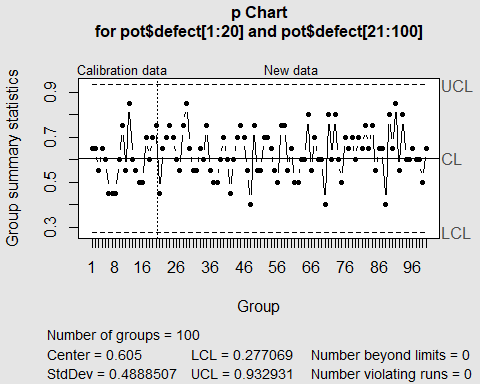 p Chart
for pot$defect[1:20] and pot$defect[21:100]
Calibration data
New data
Group summary statistics
0.9
0.7
0.5
0.3
UCL
CL
LCL
1 8 16 26 36 46 56 66 76 86 96
Group
Number of groups = 100
Center = 0.605 LCL = 0.277069 Number beyond limits = 0
StdDev = 0.4888507 UCL = 0.932931 Number violating runs = 0